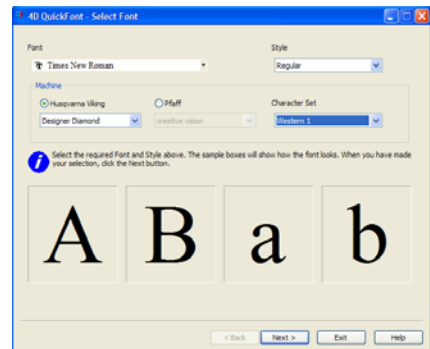 4D QuickFont - Select Font
Font
Style
Times New Roman
Regular
Machine
Husqvarna Viking
Pfaff
Character Set
Designer Diamond
creative vision
Western 1
Select the required Font and Style above. The sample boxes will show how the font looks. When you have made
your selection, click the Next button.
A B a b
< Back Next > Exit Help